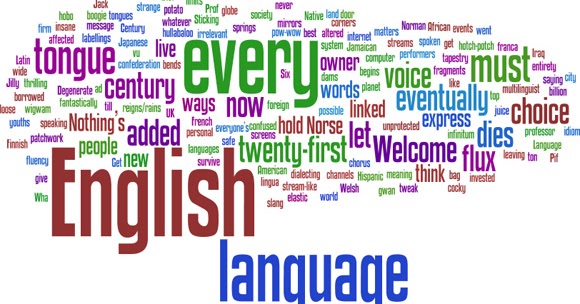 Jack strange potato Prof globe society never Native land door
hobo boogie tongues whatever Sticking mirrors corners
firm insane message Century vu hullabaloo irrelevant springs pow-wow best altered internet matters Norman African events went
affected labellings Japanese live every system Jamaican streams spoken get hotch-potch franca
Latin tongue confederation bends Six owner computer performers tapestry must Iraq
wide dams begins voice fragments multilinguist entirety
Jilly thrilling Degenerate ad century words planet like saying city
borrowed fantastically till reigns/rains UK ways now foreign possible linked eventually top billion
loose wigwam french hold Norse express juice choice
youths speaking Nothing's added personal everyone's confused unprotected infinitum dies professor idiom
patchwork people languages safe screens let Welcome flux Language
finnish Get new survive twenty-first chorus leaving ton Pif
fluency American dialecting channels Hispanic meaning think bag invested
give English lingua stream-like Welsh gwan tweak cocky
Wha slang elastic world
language